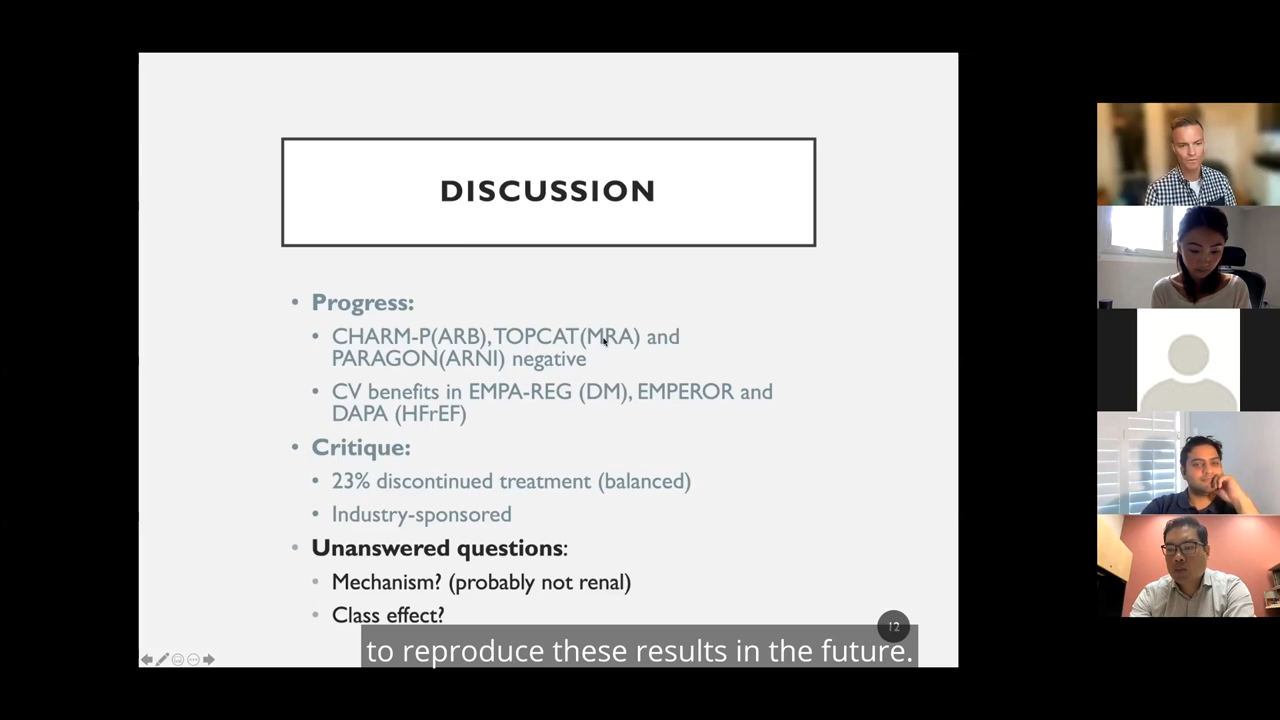 DISCUSSION
• Progress:
• CHARM-P(ARB), TOPCAT(MRA) and
PARAGON(ARNI) negative
• CV benefits in EMPA-REG (DM), EMPEROR and
DAPA (HFrEF)
• Critique:
• 23% discontinued treatment (balanced)
• Industry-sponsored
• Unanswered questions:
• Mechanism? (probably not renal)
• Class effect?
12
to reproduce these results in the future.